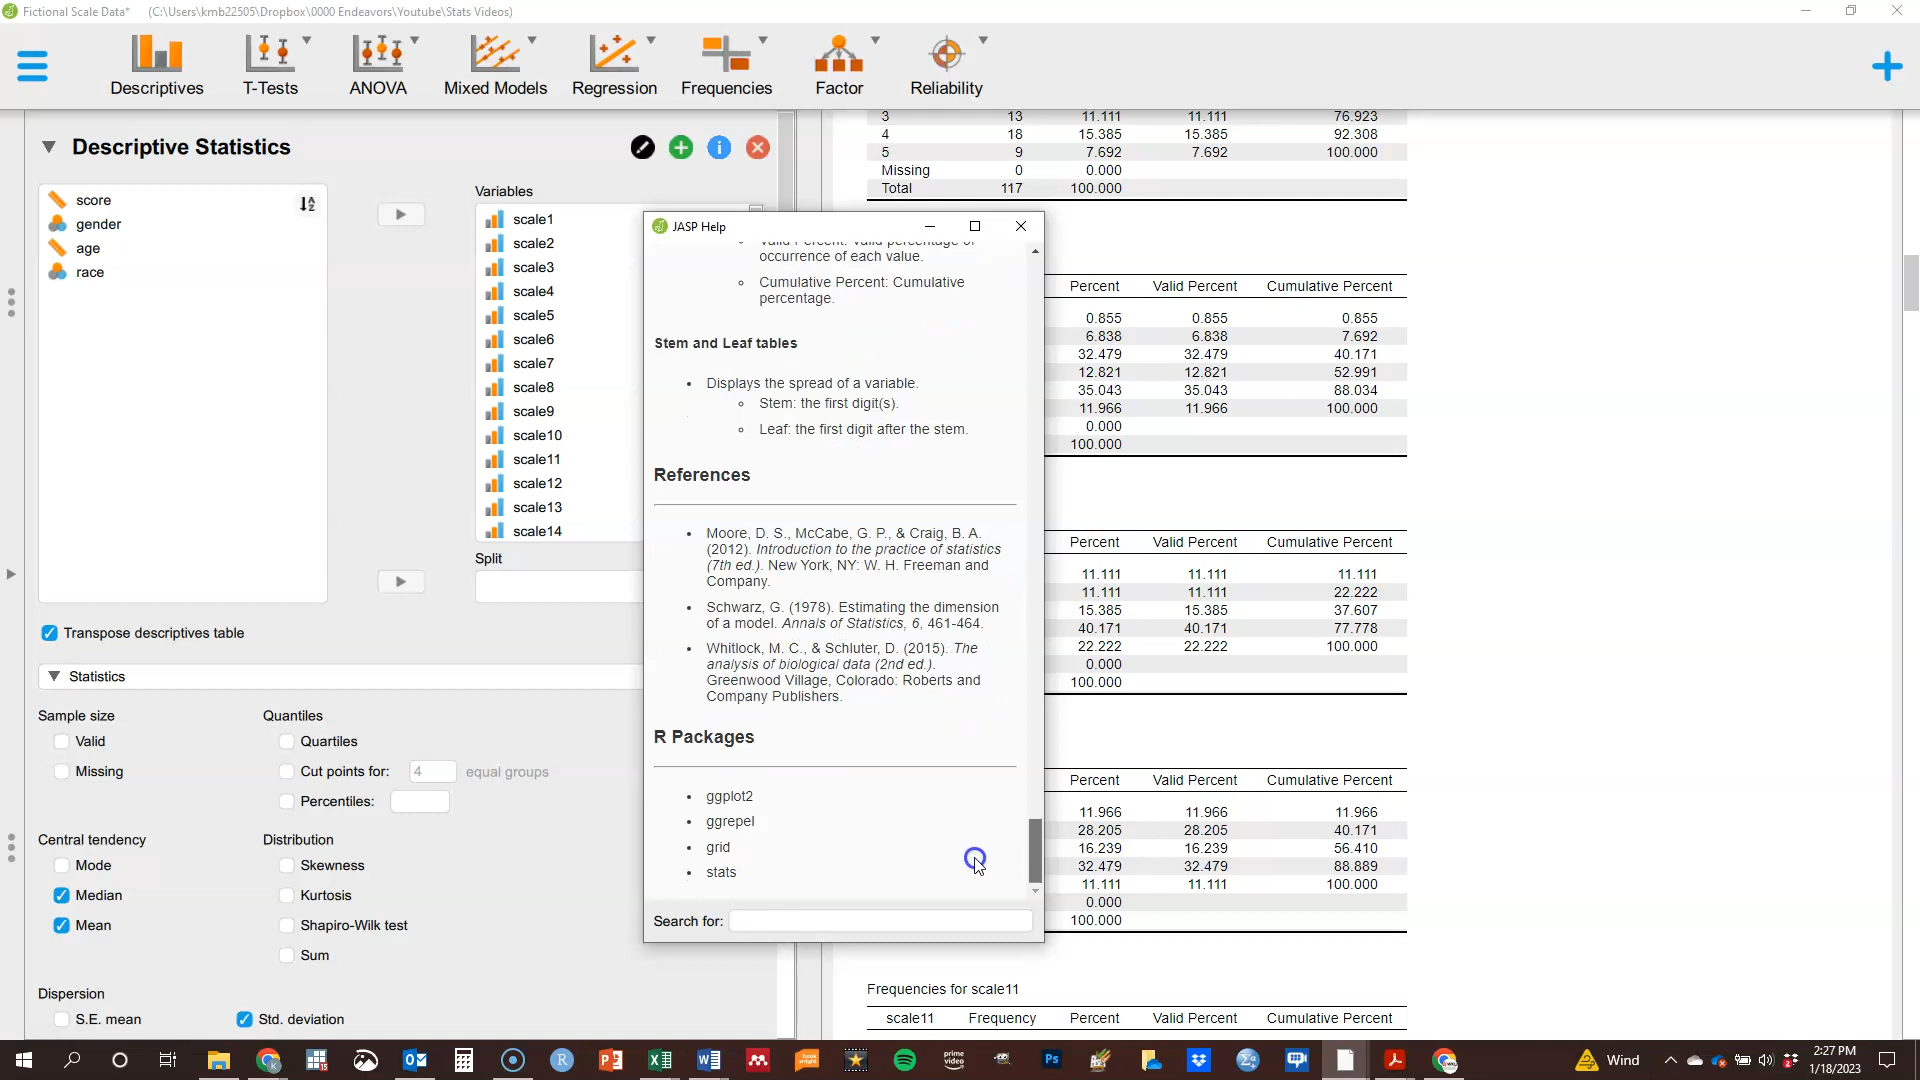 Fictional Scale Data* (C:\Users\kmb22505\Dropbox\0000 Endeavors\Youtube\Stats Videos)
Descriptives T-Tests ANOVA Mixed Models Regression Frequencies Factor Reliability
Descriptive Statistics
score
gender
age
race
Variables
scale1
scale2
scale3
scale4
scale5
scale6
scale7
scale8
scale9
scale10
scale11
scale12
scale13
scale14
Split
Transpose descriptives table
Statistics
Sample size
Valid
Missing
Quantiles
Quartiles
Cut points for: 4 equal groups
Percentiles:
Central tendency
Mode
Median
Mean
Distribution
Skewness
Kurtosis
Shapiro-Wilk test
Sum
Dispersion
S.E. mean
Std. deviation
JASP Help
Valid Percent: Valid percentage of
occurrence of each value.
Cumulative Percent: Cumulative
percentage.
Stem and Leaf tables
Displays the spread of a variable.
Stem: the first digit(s).
Leaf: the first digit after the stem.
References
Moore, D. S., McCabe, G. P., & Craig, B. A.
(2012). Introduction to the practice of statistics
(7th ed.). New York, NY: W. H. Freeman and
Company.
Schwarz, G. (1978). Estimating the dimension
of a model. Annals of Statistics, 6, 461-464.
Whitlock, M. C., & Schluter, D. (2015). The
analysis of biological data (2nd ed.).
Greenwood Village, Colorado: Roberts and
Company Publishers.
R Packages
ggplot2
ggrepel
grid
stats
Search for:
3 13 11.111 11.111 76.923
4 18 15.385 15.385 92.308
5 9 7.692 7.692 100.000
Missing 0 0.000
Total 117 100.000
Percent Valid Percent Cumulative Percent
0.855 0.855 0.855
6.838 6.838 7.692
32.479 32.479 40.171
12.821 12.821 52.991
35.043 35.043 88.034
11.966 11.966 100.000
0.000
100.000
Percent Valid Percent Cumulative Percent
11.111 11.111 11.111
11.111 11.111 22.222
15.385 15.385 37.607
40.171 40.171 77.778
22.222 22.222 100.000
0.000
100.000
Percent Valid Percent Cumulative Percent
11.966 11.966 11.966
28.205 28.205 40.171
16.239 16.239 56.410
32.479 32.479 88.889
11.111 11.111 100.000
0.000
100.000
Frequencies for scale11
scale11 Frequency Percent Valid Percent Cumulative Percent
Wind
2:27 PM
1/18/2023